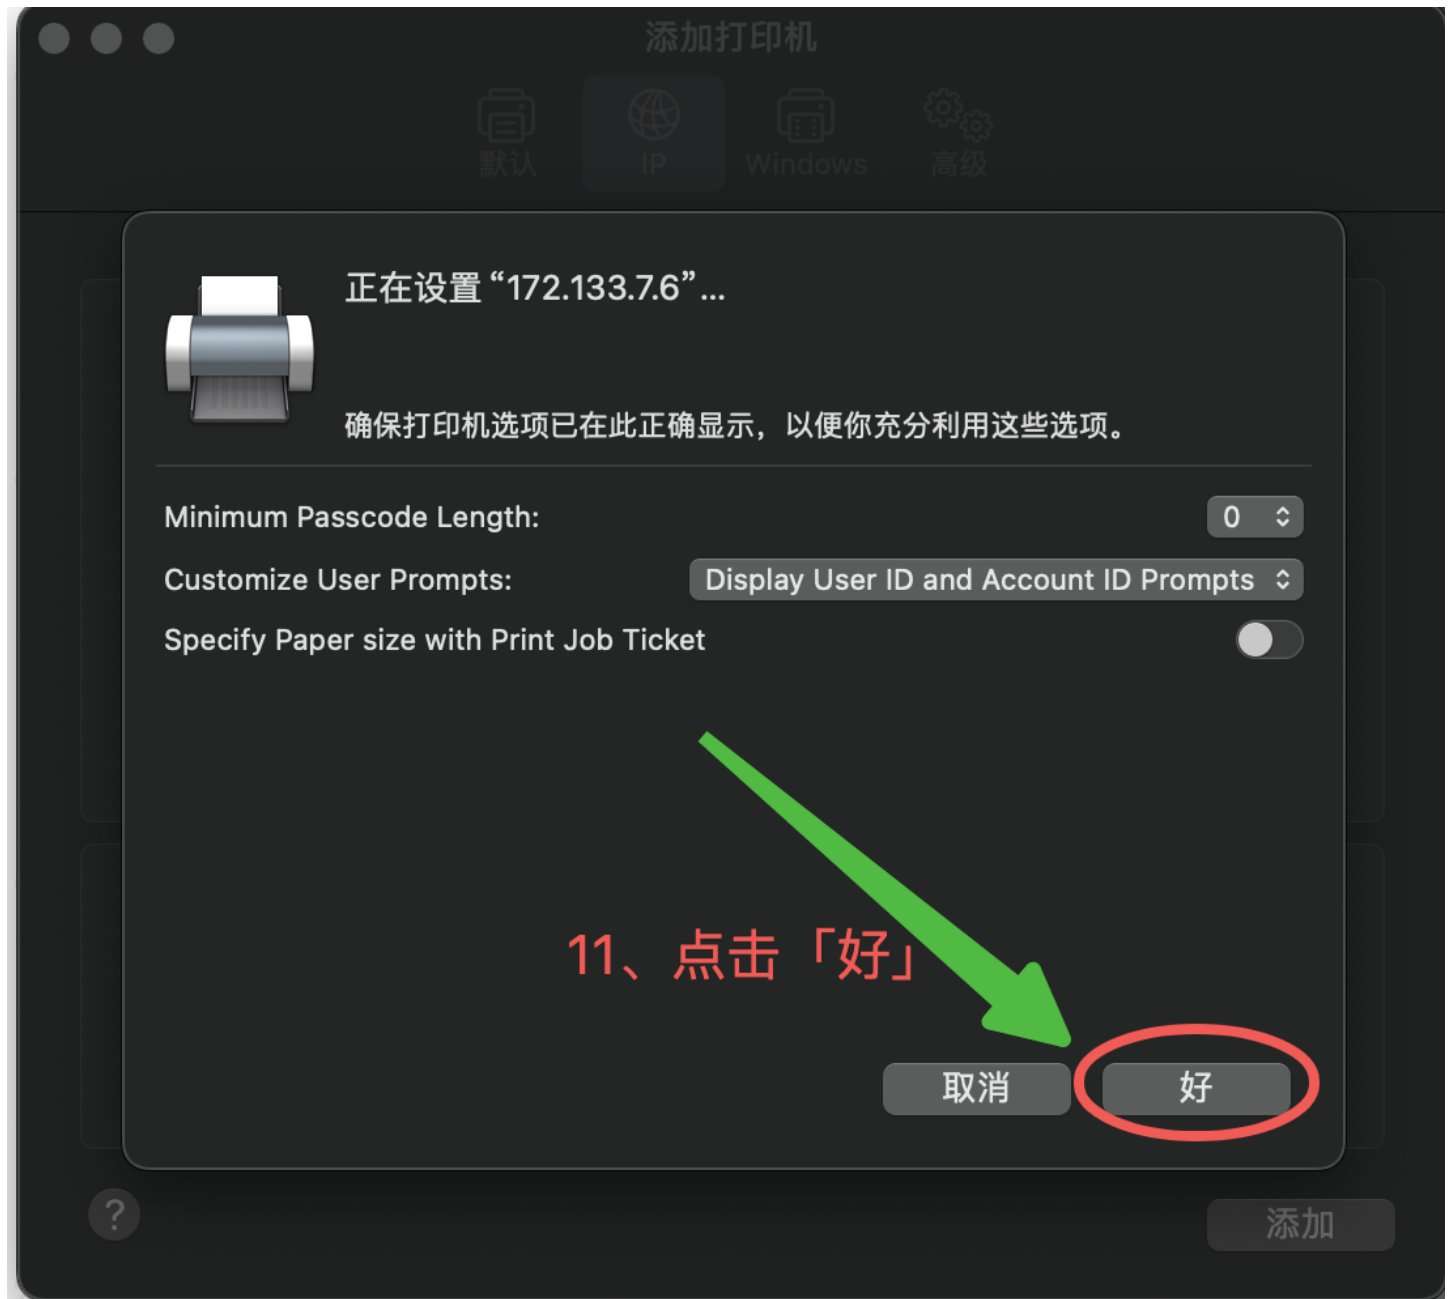 添加打印机
默认
IP
Windows
高级
正在设置“172.133.7.6”...
确保打印机选项已在此正确显示，以便你充分利用这些选项。
Minimum Passcode Length:
0
Customize User Prompts:
Display User ID and Account ID Prompts
Specify Paper size with Print Job Ticket
11、点击「好」
取消
好
?
添加